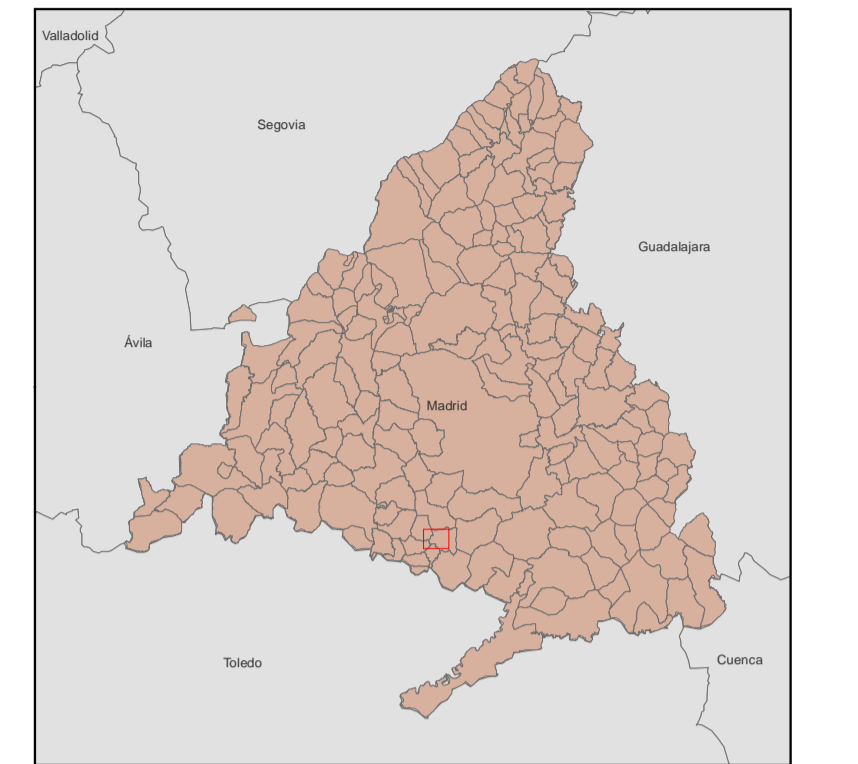 Valladolid
Segovia
Guadalajara
Ávila
Madrid
Toledo
Cuenca